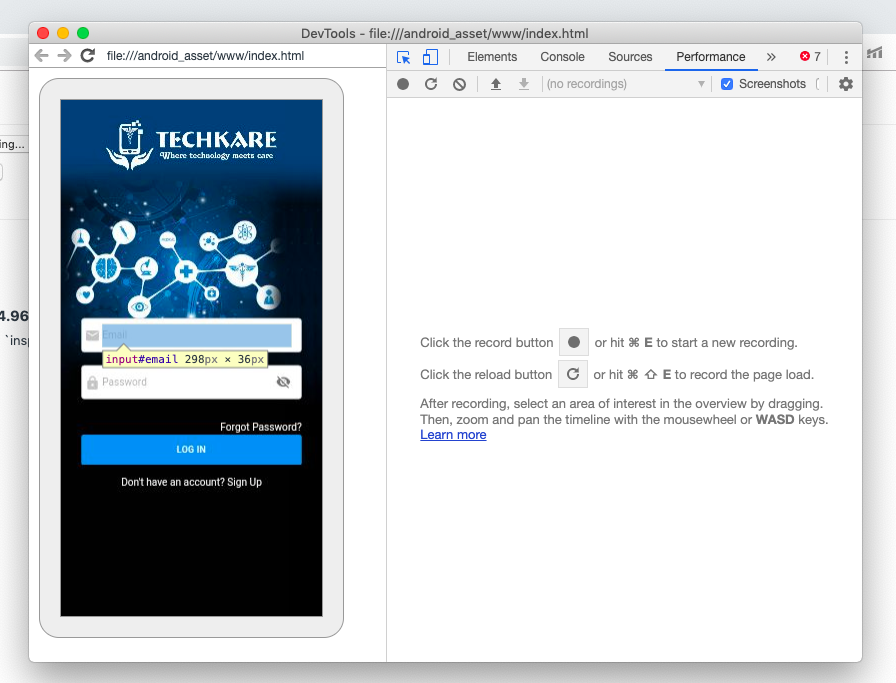 DevTools - file:///android_asset/www/index.html
file:///android_asset/www/index.html
Elements Console Sources Performance » 7
(no recordings) Screenshots
ing...
4.96
`insp
TECHKARE
Where technology meets care
Email
input#email 298px × 36px
Password
Forgot Password?
LOG IN
Don't have an account? Sign Up
Click the record button or hit ⌘ E to start a new recording.
Click the reload button or hit ⌘ ⇧ E to record the page load.
After recording, select an area of interest in the overview by dragging.
Then, zoom and pan the timeline with the mousewheel or WASD keys.
Learn more